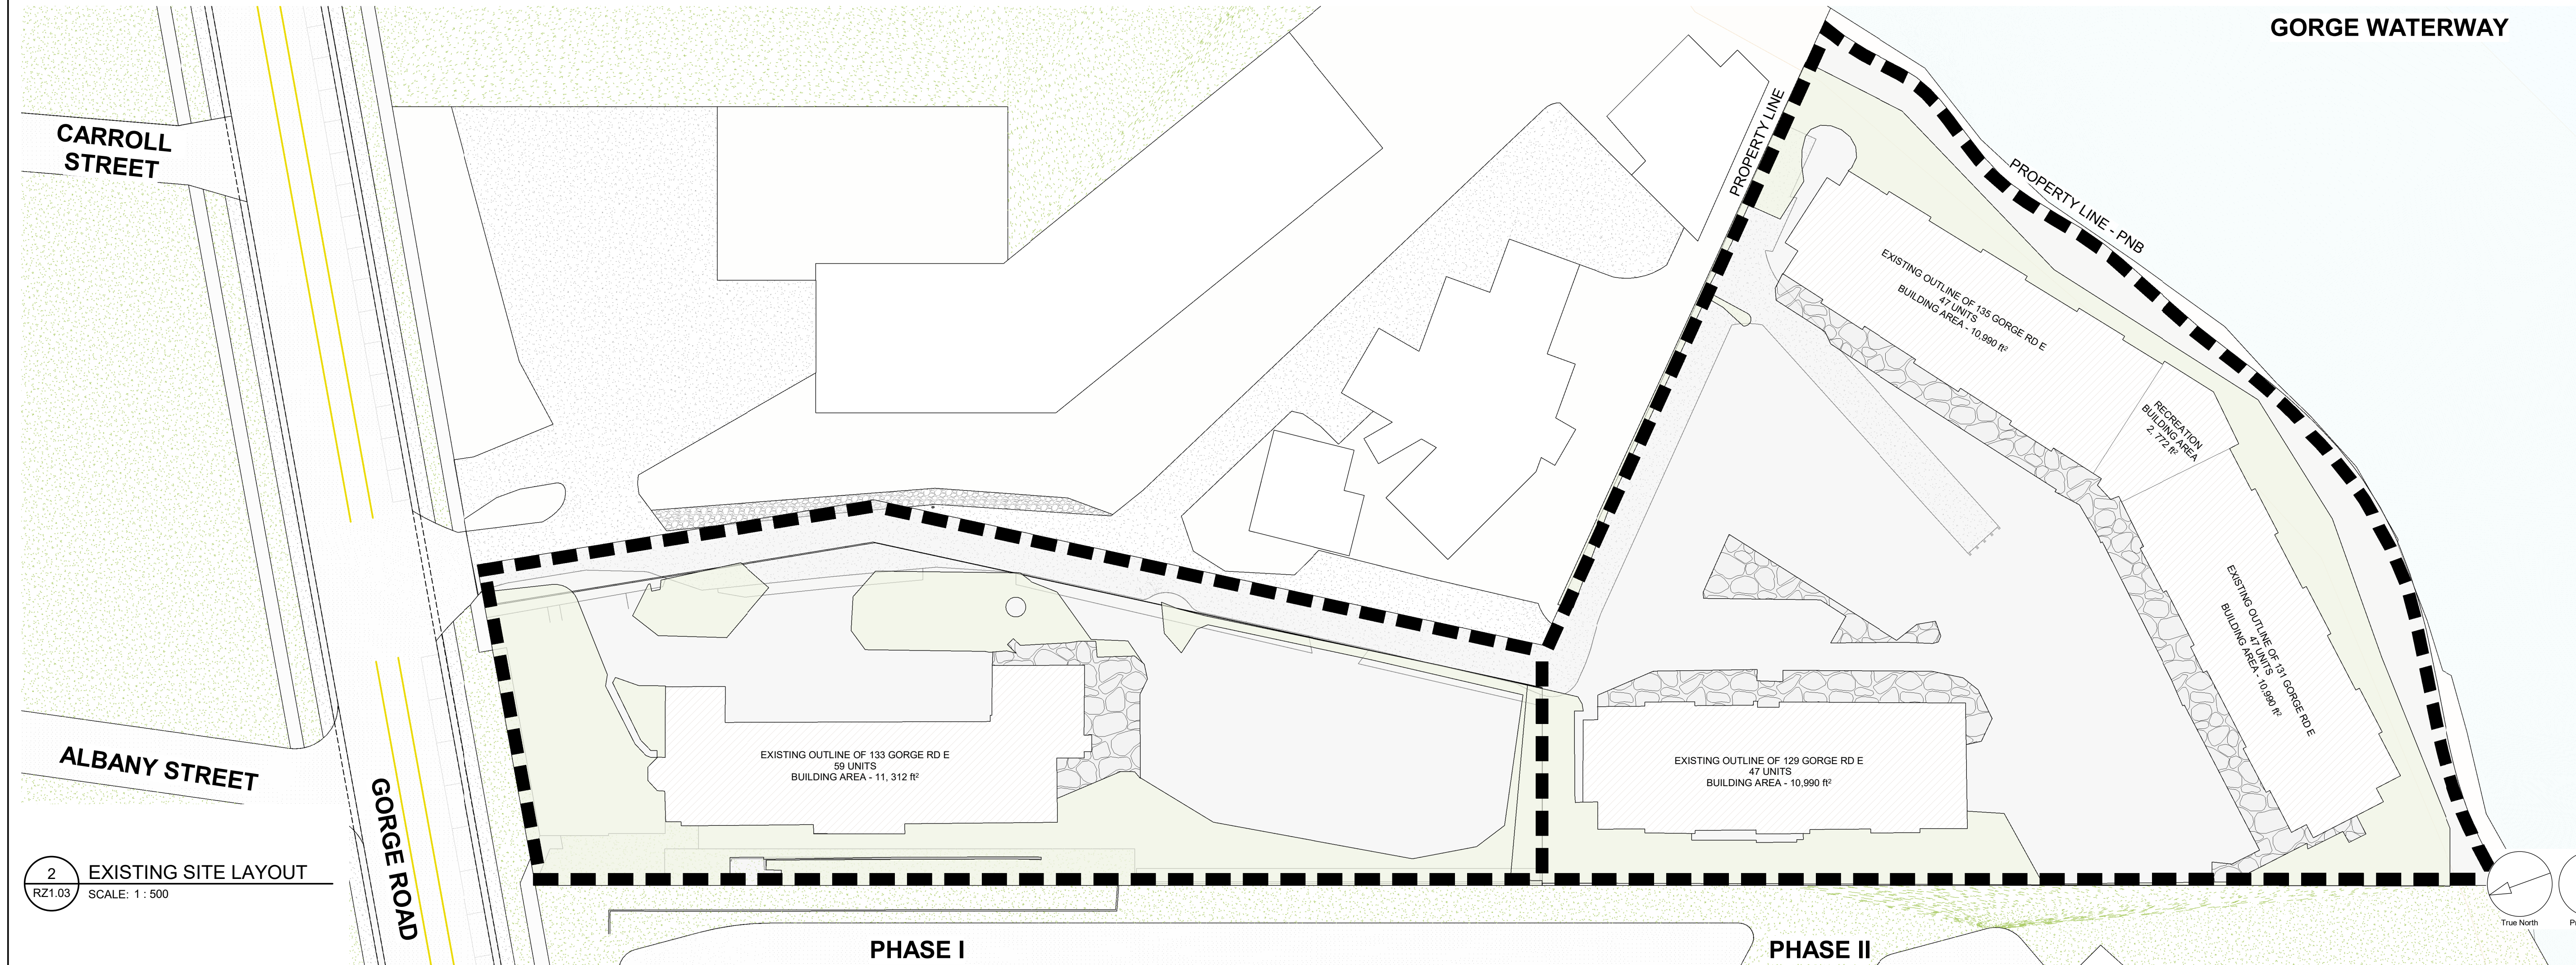 GORGE WATERWAY
CARROLL
STREET
PROPERTY LINE
PROPERTY LINE - PNB
EXISTING OUTLINE OF 135 GORGE RD E
47 UNITS
BUILDING AREA - 10,990 ft²
RECREATION
BUILDING AREA
2, 772 ft²
EXISTING OUTLINE OF 131 GORGE RD E
47 UNITS
BUILDING AREA - 10,990 ft²
EXISTING OUTLINE OF 133 GORGE RD E
59 UNITS
BUILDING AREA - 11, 312 ft²
EXISTING OUTLINE OF 129 GORGE RD E
47 UNITS
BUILDING AREA - 10,990 ft²
ALBANY STREET
GORGE ROAD
2
RZ1.03
EXISTING SITE LAYOUT
SCALE: 1 : 500
True North
PHASE I
PHASE II